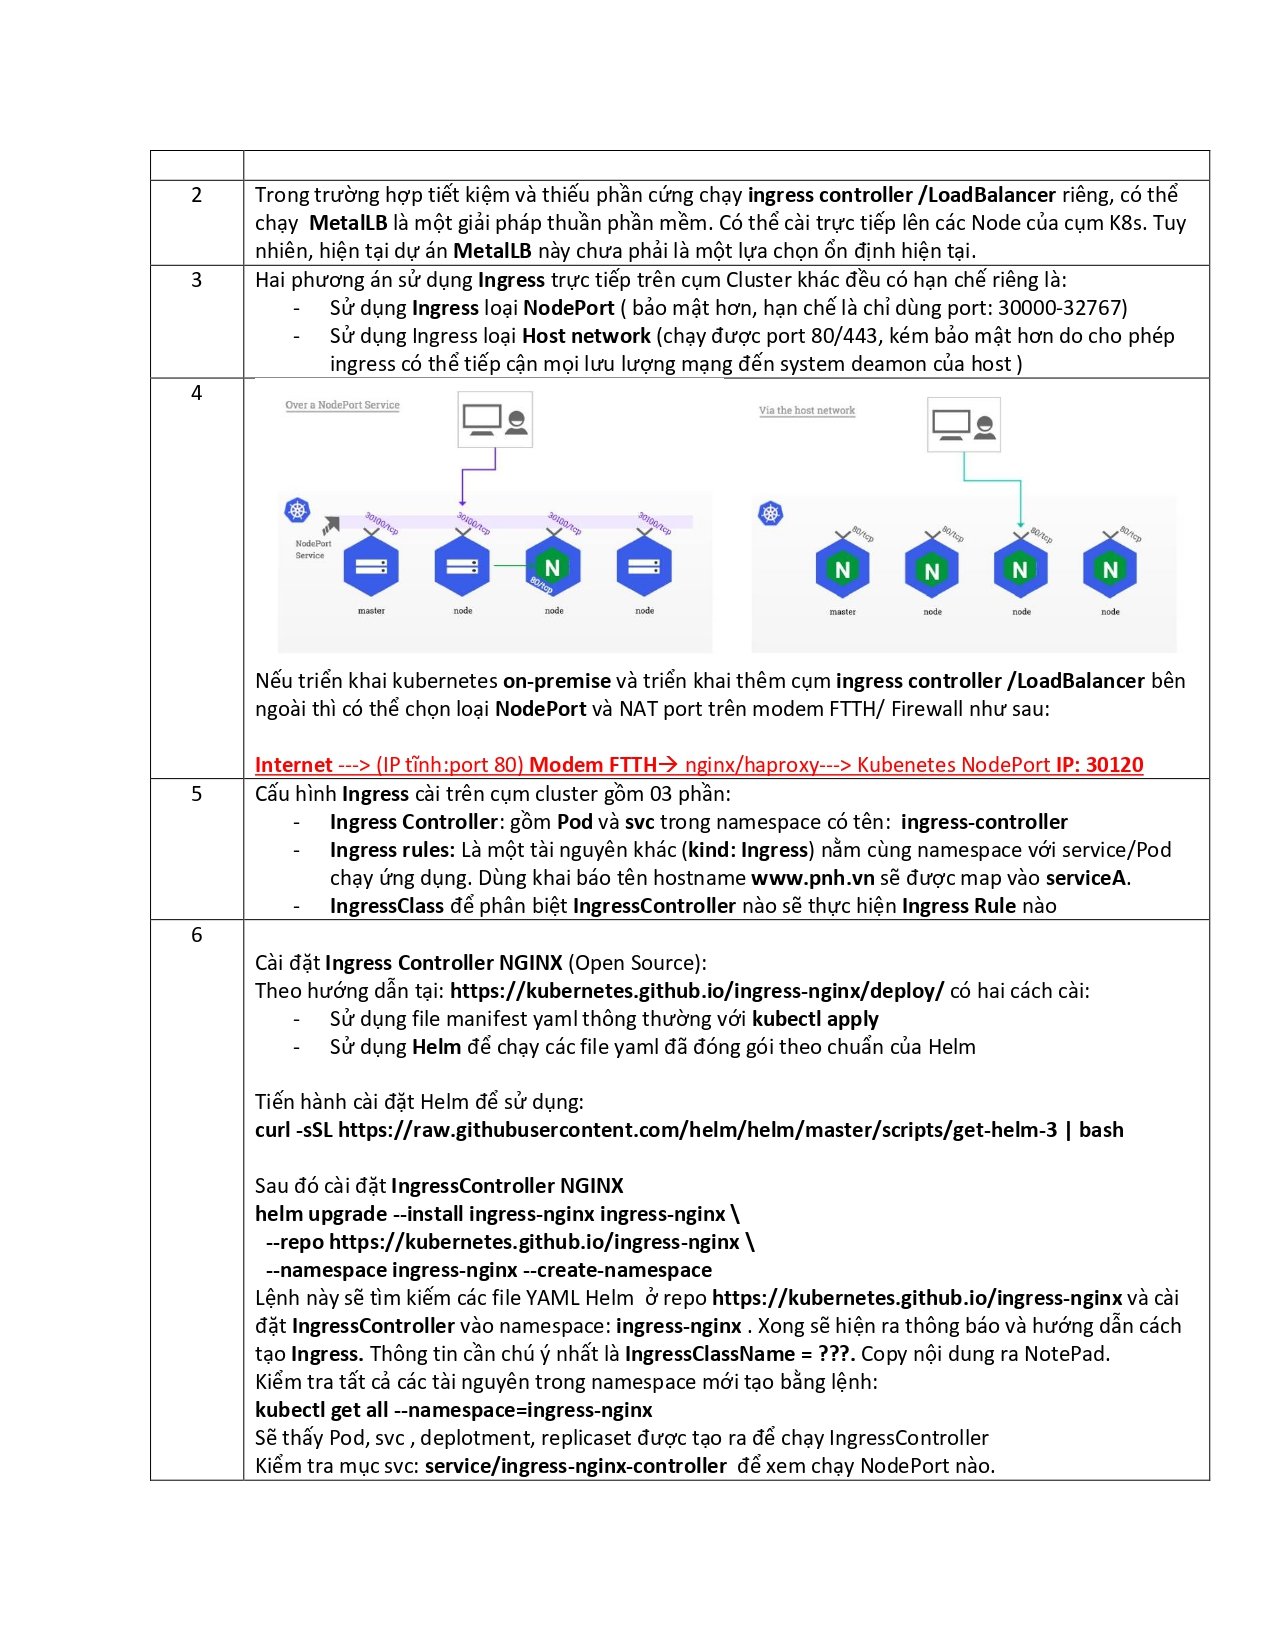 2
Trong trường hợp tiết kiệm và thiếu phần cứng chạy ingress controller /LoadBalancer riêng, có thể
chạy  MetalLB là một giải pháp thuần phần mềm. Có thể cài trực tiếp lên các Node của cụm K8s. Tuy
nhiên, hiện tại dự án MetalLB này chưa phải là một lựa chọn ổn định hiện tại.
3
Hai phương án sử dụng Ingress trực tiếp trên cụm Cluster khác đều có hạn chế riêng là:
- Sử dụng Ingress loại NodePort ( bảo mật hơn, hạn chế là chỉ dùng port: 30000-32767)
- Sử dụng Ingress loại Host network (chạy được port 80/443, kém bảo mật hơn do cho phép
ingress có thể tiếp cận mọi lưu lượng mạng đến system deamon của host )
4
Over a NodePort Service
NodePort
Service
30100/tcp
30100/tcp
30100/tcp
30100/tcp
N
80/tcp
master
node
node
node
Via the host network
80/tcp
80/tcp
80/tcp
80/tcp
N
N
N
N
master
node
node
node
Nếu triển khai kubernetes on-premise và triển khai thêm cụm ingress controller /LoadBalancer bên
ngoài thì có thể chọn loại NodePort và NAT port trên modem FTTH/ Firewall như sau:
Internet ---> (IP tĩnh:port 80) Modem FTTH→ nginx/haproxy---> Kubenetes NodePort IP: 30120
5
Cấu hình Ingress cài trên cụm cluster gồm 03 phần:
- Ingress Controller: gồm Pod và svc trong namespace có tên:  ingress-controller
- Ingress rules: Là một tài nguyên khác (kind: Ingress) nằm cùng namespace với service/Pod
chạy ứng dụng. Dùng khai báo tên hostname www.pnh.vn sẽ được map vào serviceA.
- IngressClass để phân biệt IngressController nào sẽ thực hiện Ingress Rule nào
6
Cài đặt Ingress Controller NGINX (Open Source):
Theo hướng dẫn tại: https://kubernetes.github.io/ingress-nginx/deploy/ có hai cách cài:
- Sử dụng file manifest yaml thông thường với kubectl apply
- Sử dụng Helm để chạy các file yaml đã đóng gói theo chuẩn của Helm
Tiến hành cài đặt Helm để sử dụng:
curl -sSL https://raw.githubusercontent.com/helm/helm/master/scripts/get-helm-3 | bash
Sau đó cài đặt IngressController NGINX
helm upgrade --install ingress-nginx ingress-nginx \
--repo https://kubernetes.github.io/ingress-nginx \
--namespace ingress-nginx --create-namespace
Lệnh này sẽ tìm kiếm các file YAML Helm  ở repo https://kubernetes.github.io/ingress-nginx và cài
đặt IngressController vào namespace: ingress-nginx . Xong sẽ hiện ra thông báo và hướng dẫn cách
tạo Ingress. Thông tin cần chú ý nhất là IngressClassName = ???. Copy nội dung ra NotePad.
Kiểm tra tất cả các tài nguyên trong namespace mới tạo bằng lệnh:
kubectl get all --namespace=ingress-nginx
Sẽ thấy Pod, svc , deplotment, replicaset được tạo ra để chạy IngressController
Kiểm tra mục svc: service/ingress-nginx-controller  để xem chạy NodePort nào.